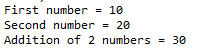 First number = 10
Second number = 20
Addition of 2 numbers = 30